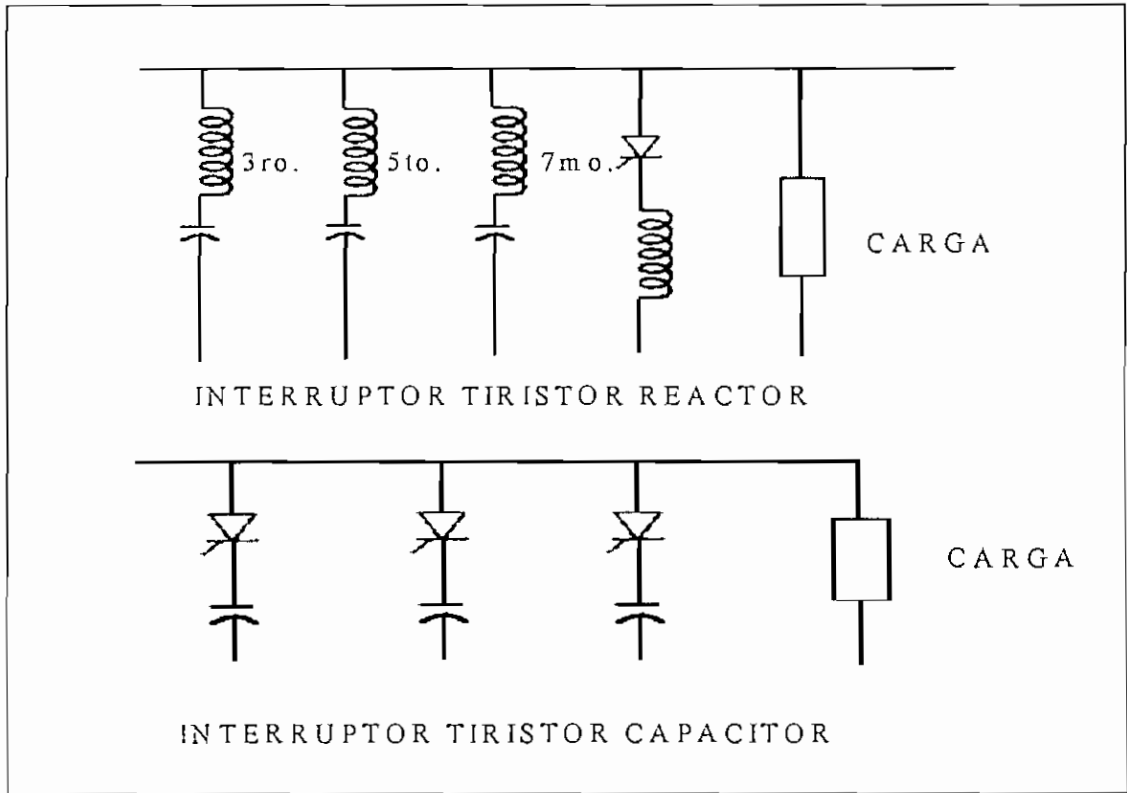 3ro. 5to. 7mo.
CARGA
INTERRUPTOR TIRISTOR REACTOR
CARGA
INTERRUPTOR TIRISTOR CAPACITOR